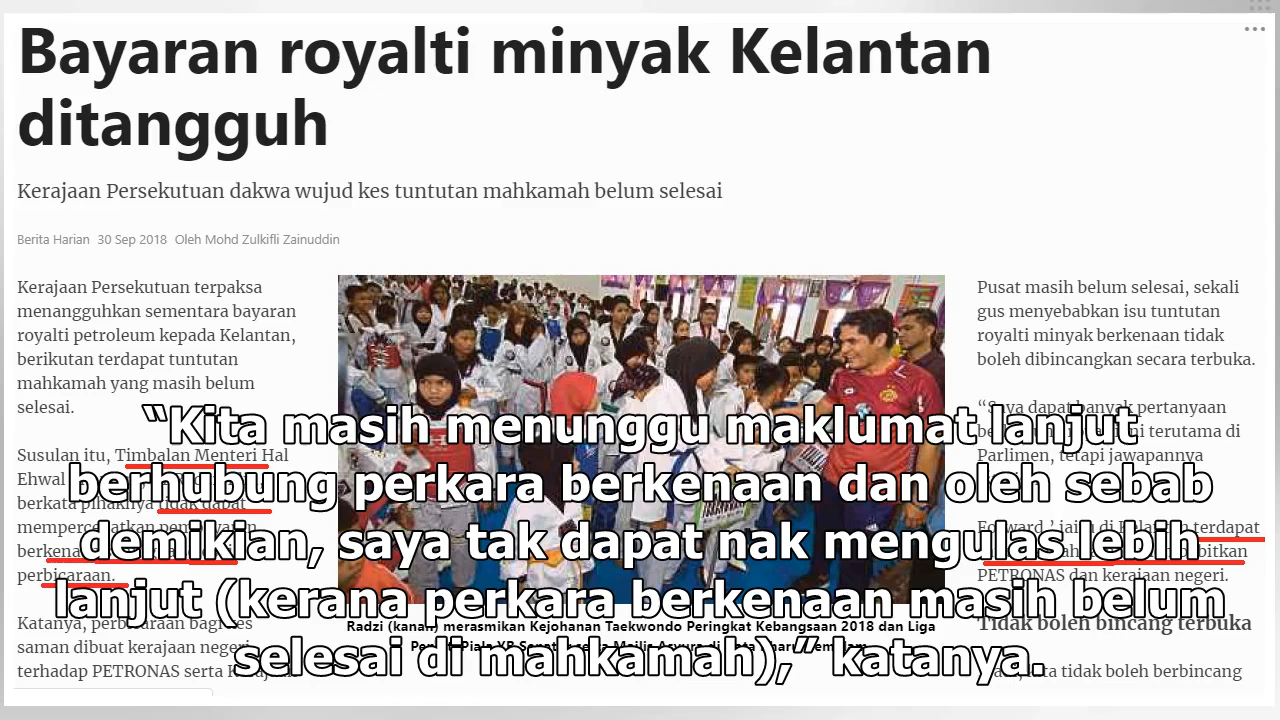 Bayaran royalti minyak Kelantan
ditangguh
Kerajaan Persekutuan dakwa wujud kes tuntutan mahkamah belum selesai
Berita Harian 30 Sep 2018 Oleh Mohd Zulkifli Zainuddin
Kerajaan Persekutuan terpaksa
menangguhkan sementara bayaran
royalti petroleum kepada Kelantan,
berikutan terdapat tuntutan
mahkamah yang masih belum
selesai.
Susulan itu, Timbalan Menteri Hal
Ehwal
berkata pihaknya tidak dapat
mempercepatkan
perbicaraan.
Katanya, perbicaraan bagi kes
saman dibuat kerajaan negeri
terhadap PETRONAS serta
Radzi (kanan) merasmikan Kejohanan Taekwondo Peringkat Kebangsaan 2018 dan Liga
Pusat masih belum selesai, sekali
gus menyebabkan isu tuntutan
royalti minyak berkenaan tidak
boleh dibincangkan secara terbuka.
“Saya dapat banyak pertanyaan
terutama di
Parlimen, tetapi jawapannya
terdapat
PETRONAS dan kerajaan negeri.
Tidak boleh bincang terbuka
kita tidak boleh berbincang
“Kita masih menunggu maklumat lanjut
berhubung perkara berkenaan dan oleh sebab
demikian, saya tak dapat nak mengulas lebih
lanjut (kerana perkara berkenaan masih belum
selesai di mahkamah),” katanya.